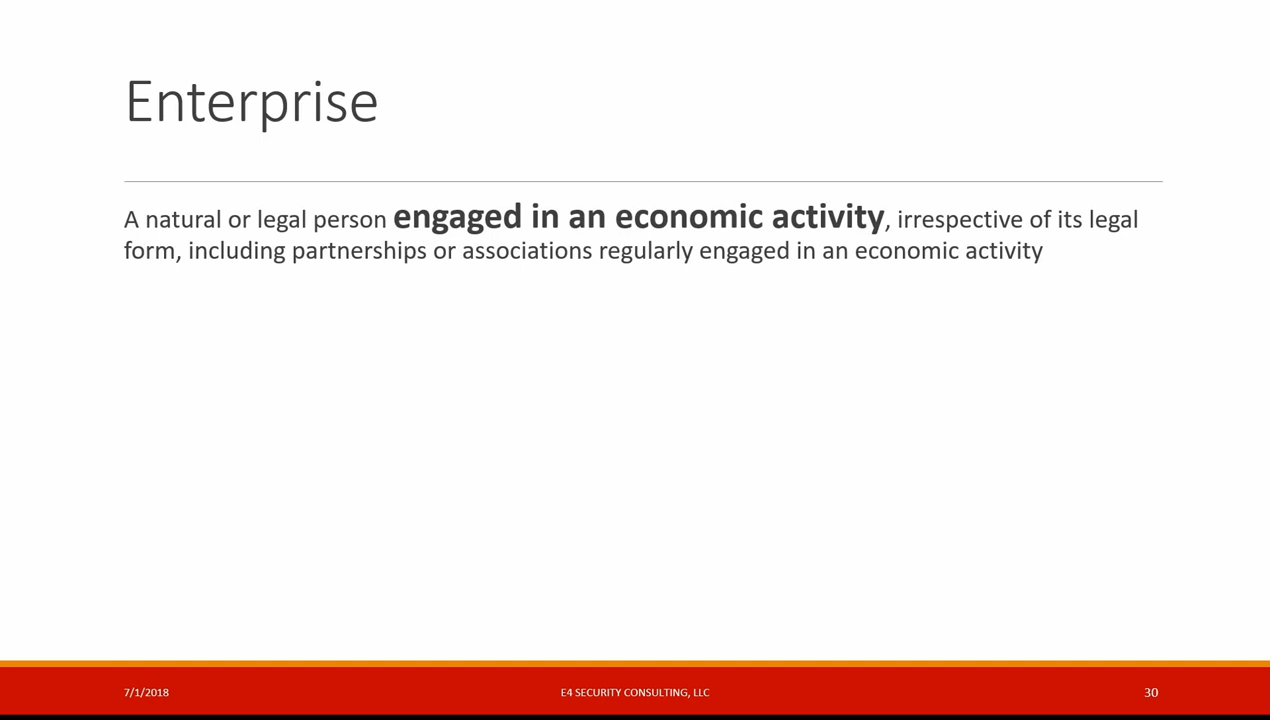 Enterprise
A natural or legal person engaged in an economic activity, irrespective of its legal
form, including partnerships or associations regularly engaged in an economic activity
7/1/2018
E4 SECURITY CONSULTING, LLC
30